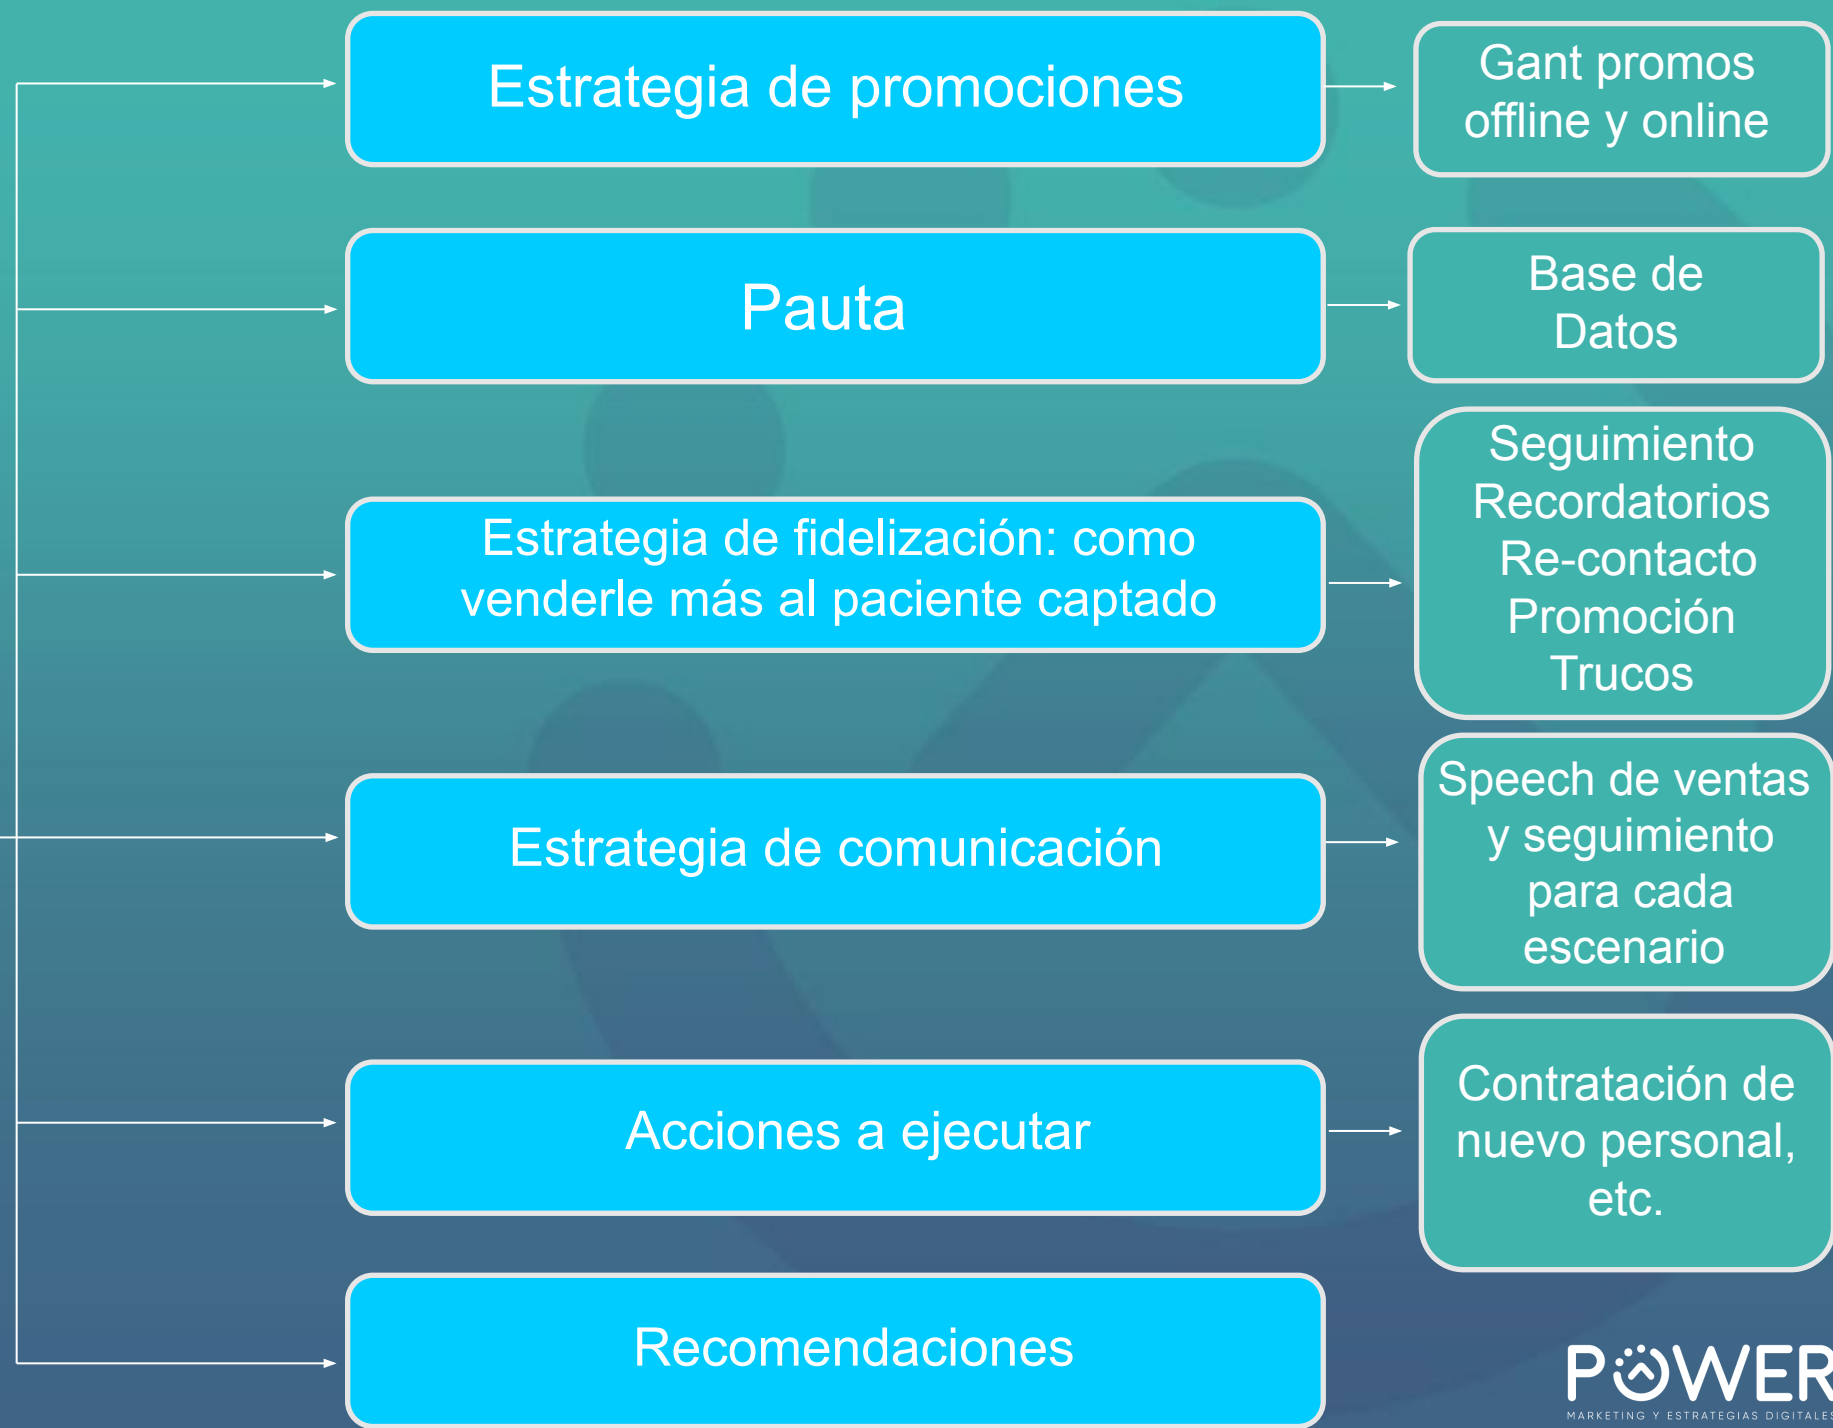 Estrategia de promociones
Gant promos
offline y online
Pauta
Base de
Datos
Estrategia de fidelización: como
venderle más al paciente captado
Seguimiento
Recordatorios
Re-contacto
Promoción
Trucos
Estrategia de comunicación
Speech de ventas
y seguimiento
para cada
escenario
Acciones a ejecutar
Contratación de
nuevo personal,
etc.
Recomendaciones
POWER
MARKETING Y ESTRATEGIAS DIGITALES